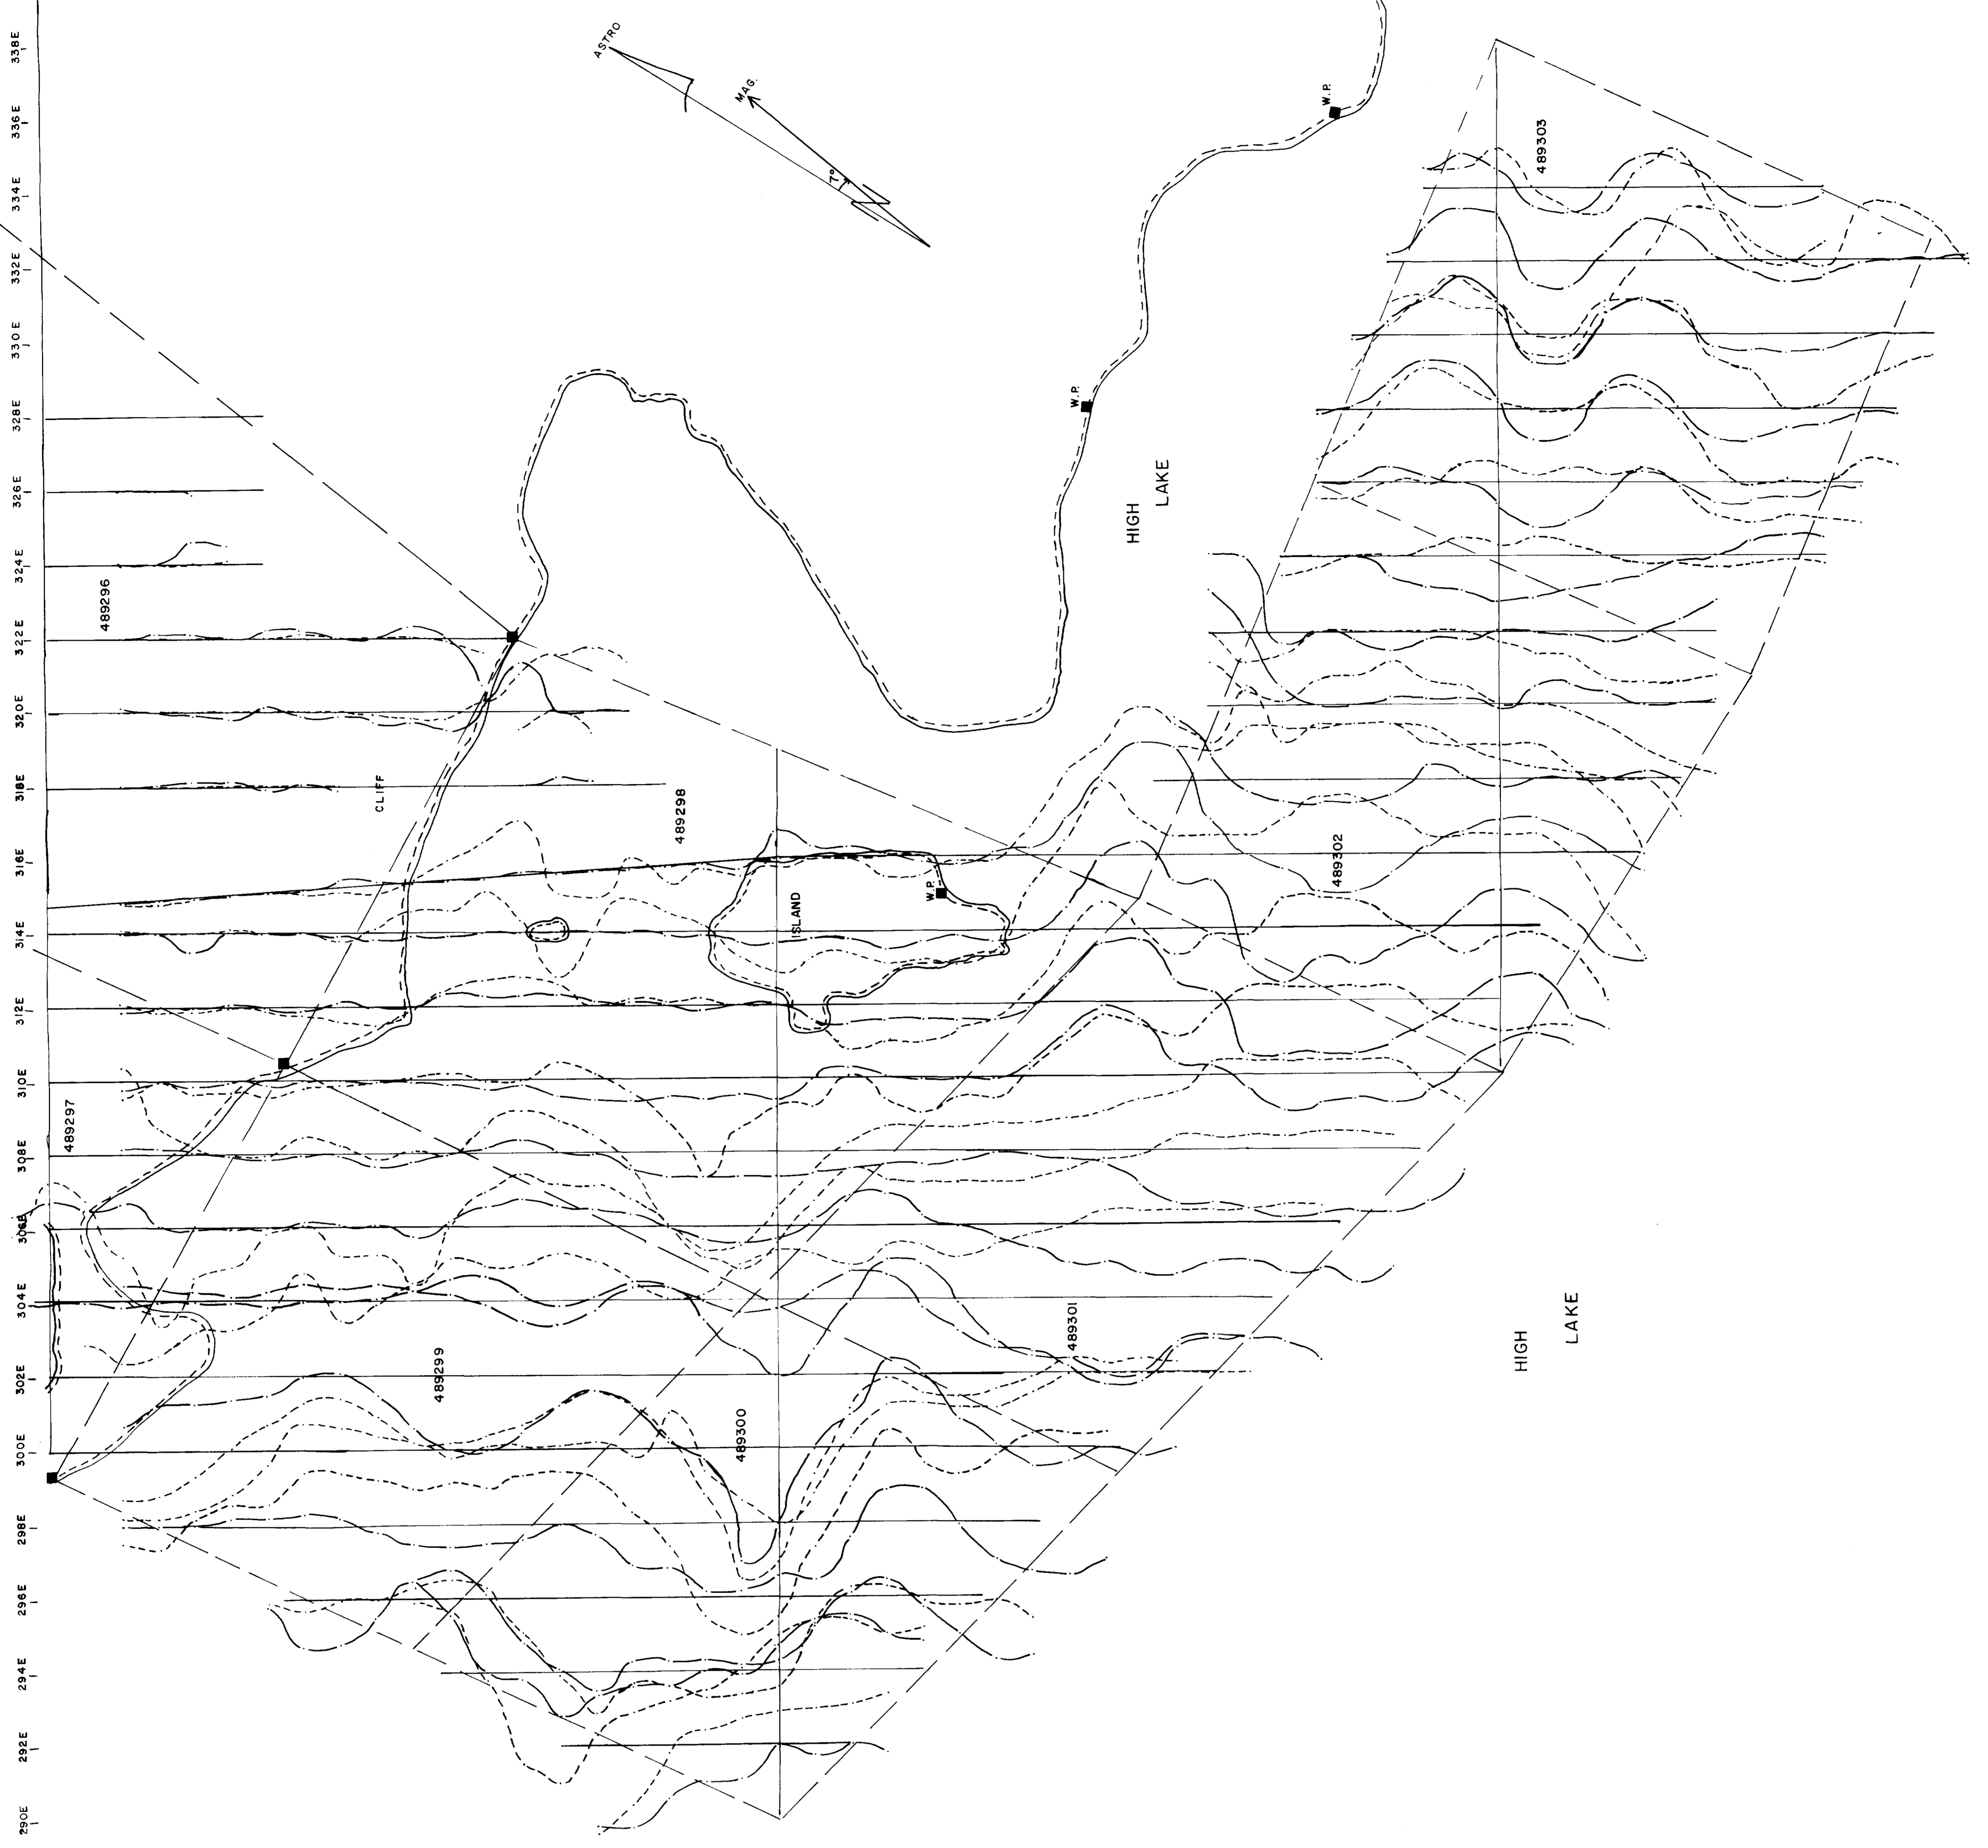 338E
336E
334E
332E
330E
328E
326E
324E
322E
320E
318E
316E
314E
312E
310E
308E
306E
304E
302E
300E
298E
296E
294E
292E
290E
ASTRO
MAG.
7°
W.P.
489303
W.P.
HIGH
LAKE
489296
CLIFF
489298
489302
W.P.
ISLAND
489297
489301
HIGH
LAKE
489299
489300